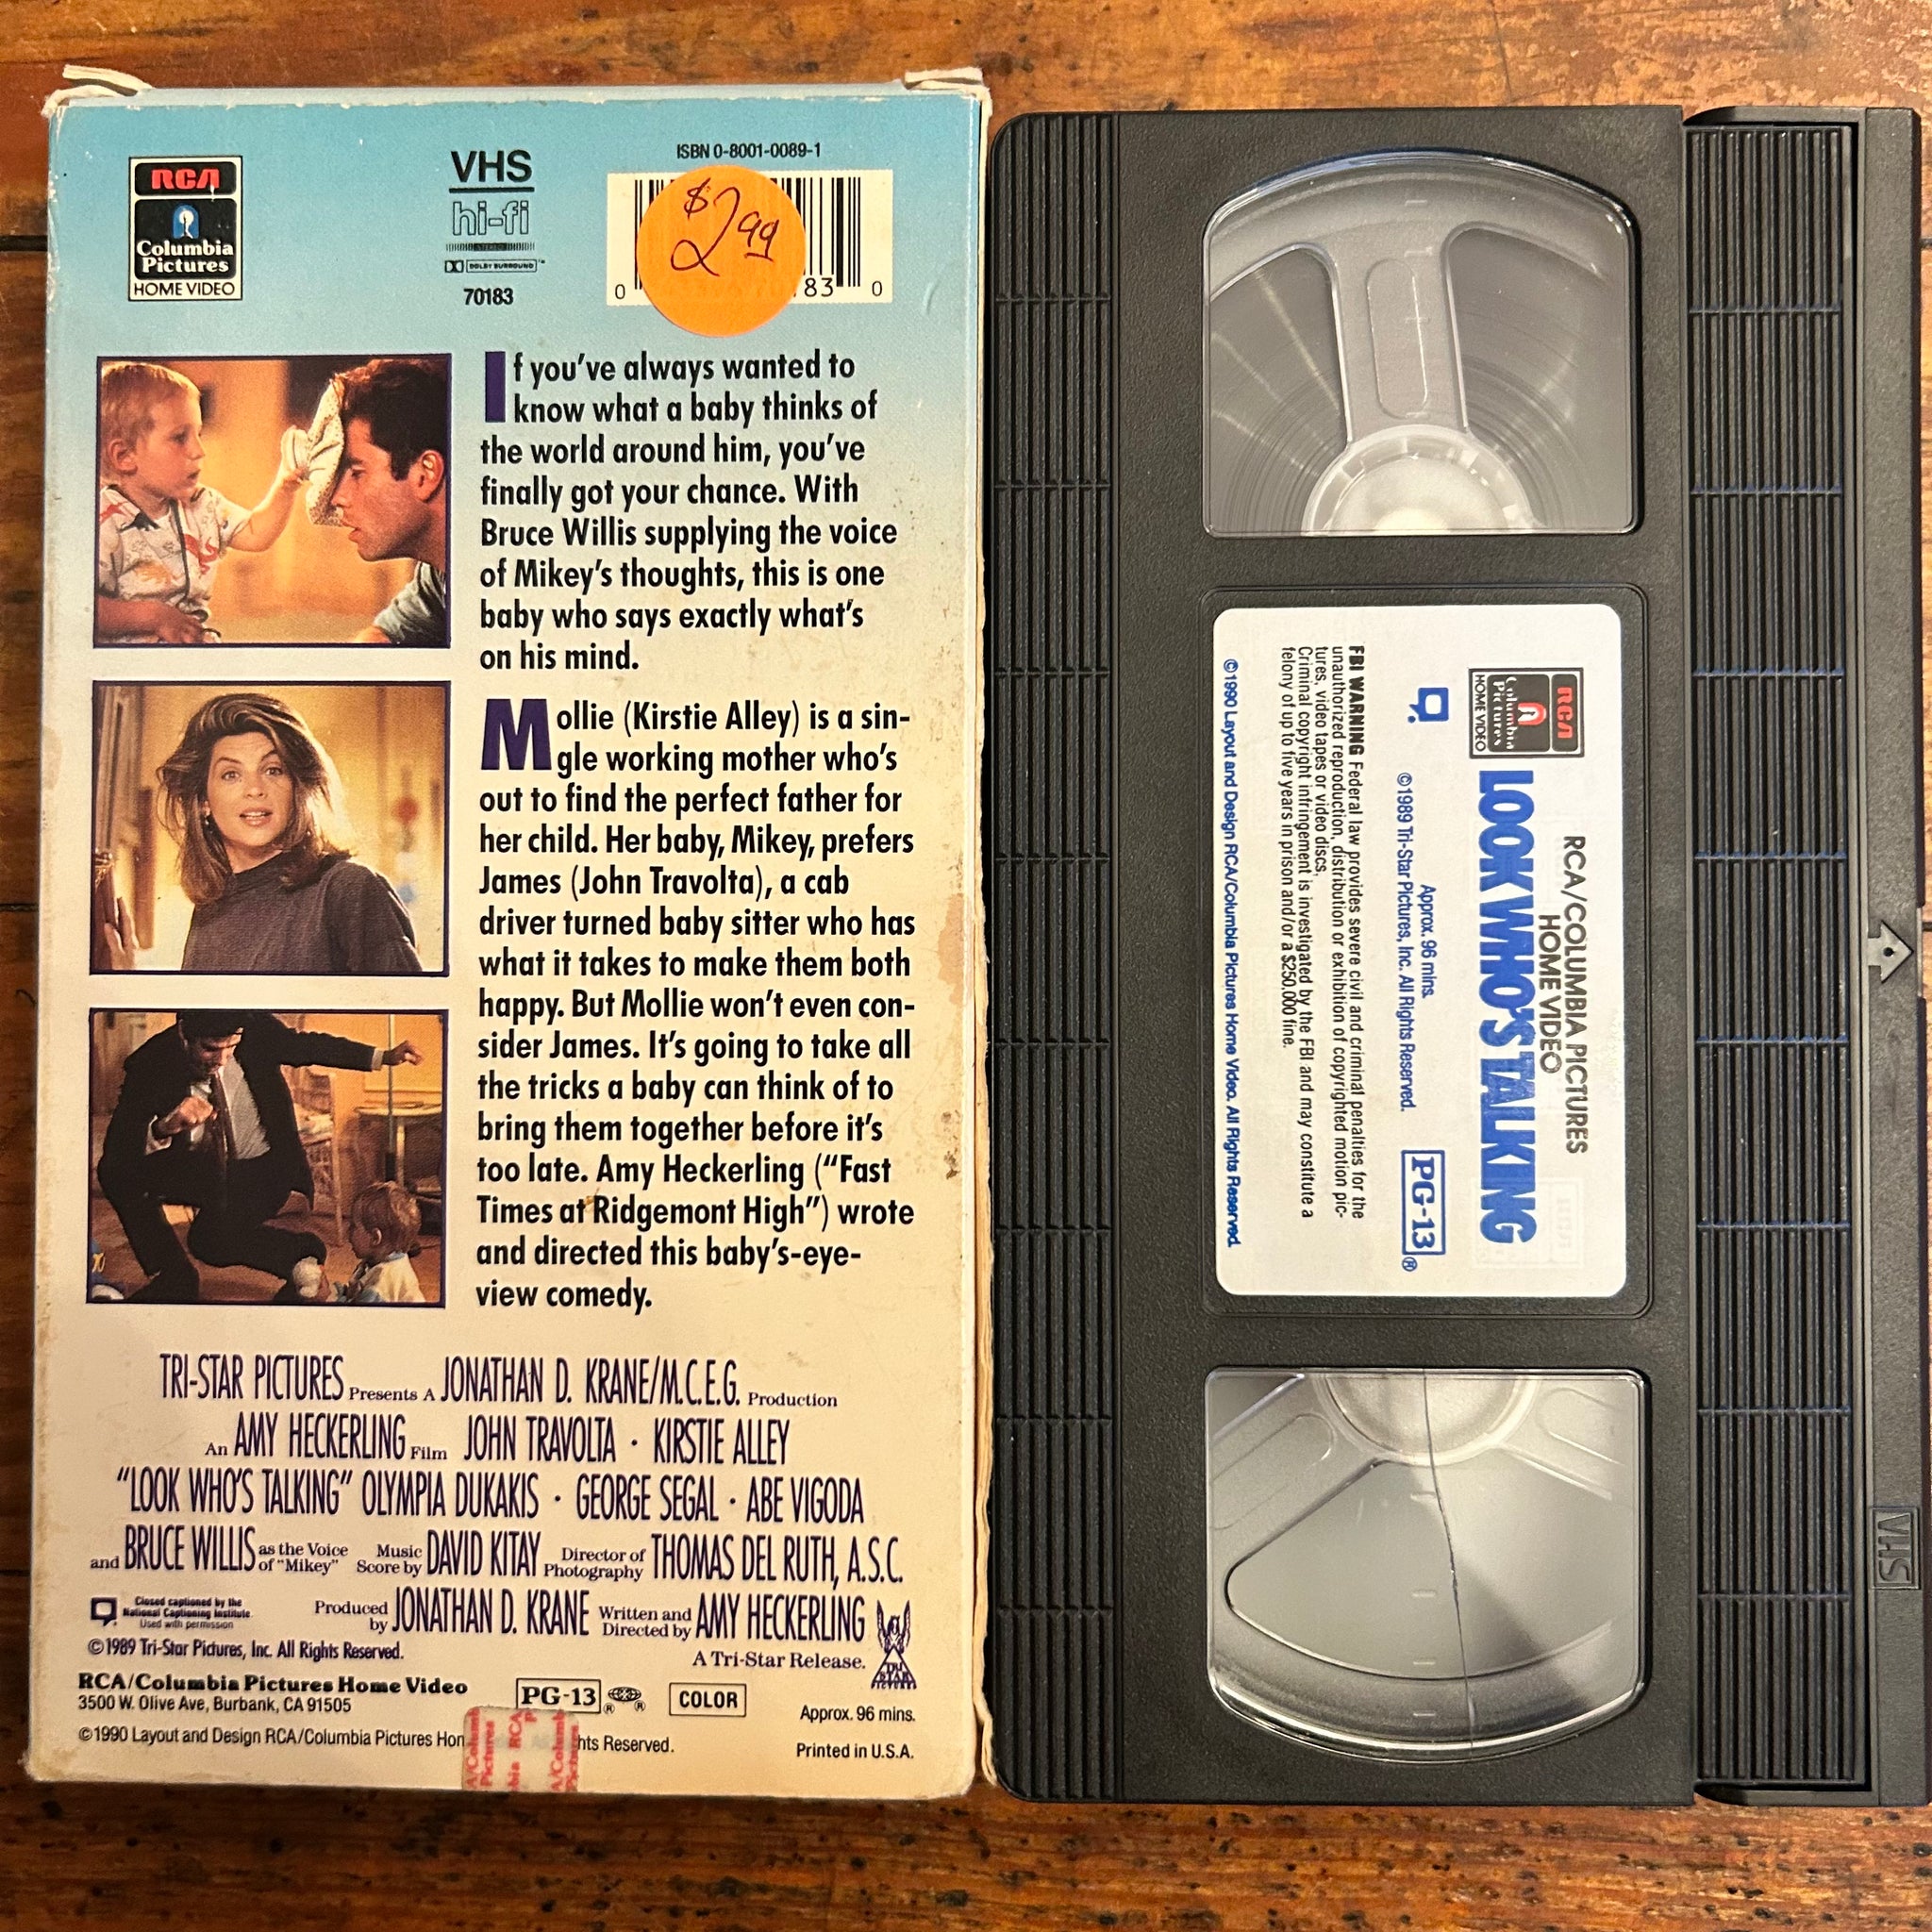 RCA
Columbia
Pictures
HOME VIDEO
VHS
hi-fi
STEREO
DOLBY SURROUND
70183
ISBN 0-8001-0089-1
$2.99
0 83 0
If you've always wanted to
know what a baby thinks of
the world around him, you've
finally got your chance. With
Bruce Willis supplying the voice
of Mikey's thoughts, this is one
baby who says exactly what's
on his mind.
Mollie (Kirstie Alley) is a sin-
gle working mother who's
out to find the perfect father for
her child. Her baby, Mikey, prefers
James (John Travolta), a cab
driver turned baby sitter who has
what it takes to make them both
happy. But Mollie won't even con-
sider James. It's going to take all
the tricks a baby can think of to
bring them together before it's
too late. Amy Heckerling ("Fast
Times at Ridgemont High") wrote
and directed this baby's-eye-
view comedy.
TRI-STAR PICTURES Presents A JONATHAN D. KRANE/M.C.E.G. Production
An AMY HECKERLING Film JOHN TRAVOLTA · KIRSTIE ALLEY
"LOOK WHO'S TALKING" OLYMPIA DUKAKIS · GEORGE SEGAL · ABE VIGODA
and BRUCE WILLIS as the Voice of "Mikey" Music Score by DAVID KITAY Director of Photography THOMAS DEL RUTH, A.S.C.
Closed captioned by the
National Captioning Institute.
Used with permission
Produced by JONATHAN D. KRANE Written and Directed by AMY HECKERLING
©1989 Tri-Star Pictures, Inc. All Rights Reserved.
A Tri-Star Release.
TRI
STAR
PICTURES
RCA/Columbia Pictures Home Video
3500 W. Olive Ave, Burbank, CA 91505
PG-13 ® ®
COLOR
Approx. 96 mins.
©1990 Layout and Design RCA/Columbia Pictures Hom hts Reserved.
Printed in U.S.A.
A/Columb
Pictures
bia RCA
A/Columb
Pictures
RCA
Columbia
Pictures
HOME VIDEO
RCA/COLUMBIA PICTURES
HOME VIDEO
LOOK WHO'S TALKING
Approx. 96 mins.
©1989 Tri-Star Pictures, Inc. All Rights Reserved.
PG-13®
FBI WARNING Federal law provides severe civil and criminal penalties for the
unauthorized reproduction, distribution or exhibition of copyrighted motion pic-
tures, video tapes or video discs.
Criminal copyright infringement is investigated by the FBI and may constitute a
felony of up to five years in prison and/or a $250,000 fine.
©1990 Layout and Design RCA/Columbia Pictures Home Video. All Rights Reserved.
VHS